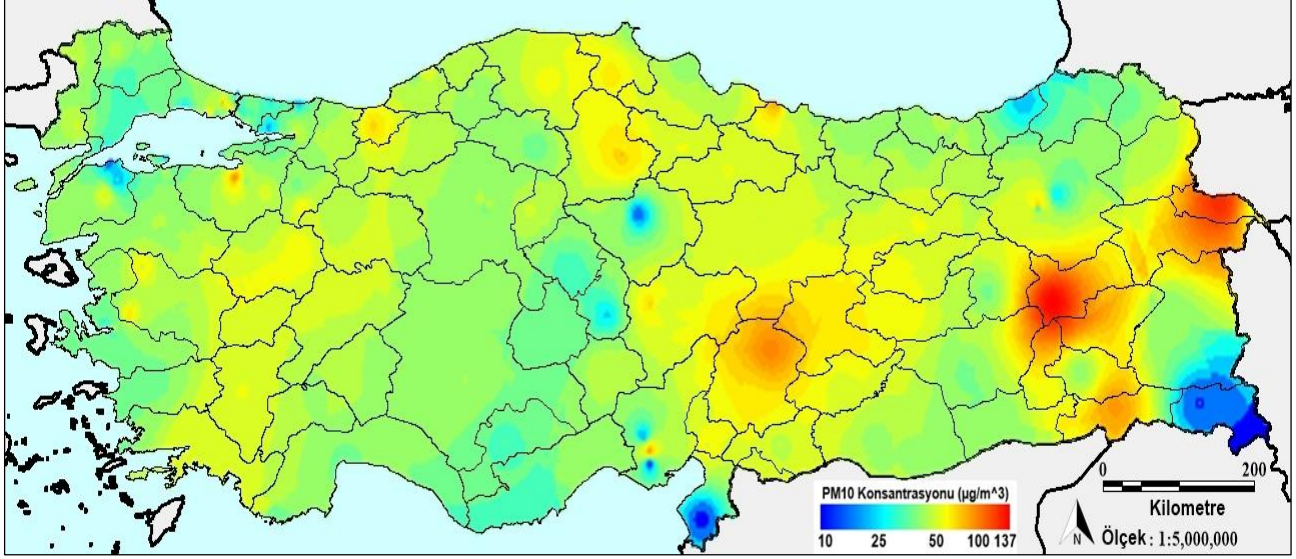 PM10 Konsantrasyonu (µg/m^3)
10 25 50 100 137
0 200
Kilometre
N
Ölçek : 1:5,000,000